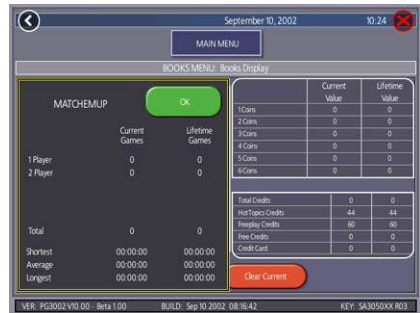 September 10, 2002 10:24
MAIN MENU
BOOKS MENU: Books Display
MATCHEMUP
OK
Current Games Lifetime Games
1 Player 0 0
2 Player 0 0
Total 0 0
Shortest 00:00:00 00:00:00
Average 00:00:00 00:00:00
Longest 00:00:00 00:00:00
Current Value Lifetime Value
1 Coins 0 0
2 Coins 0 0
3 Coins 0 0
4 Coins 0 0
5 Coins 0 0
6 Coins 0 0
Total Credits 0 0
HotTopics Credits 44 44
Freeplay Credits 60 60
Free Credits 0 0
Credit Card 0 0
Clear Current
VER: PG3002 V10.00 - Beta 1.00 BUILD: Sep 10 2002 08:16:42 KEY: SA3050XX R03